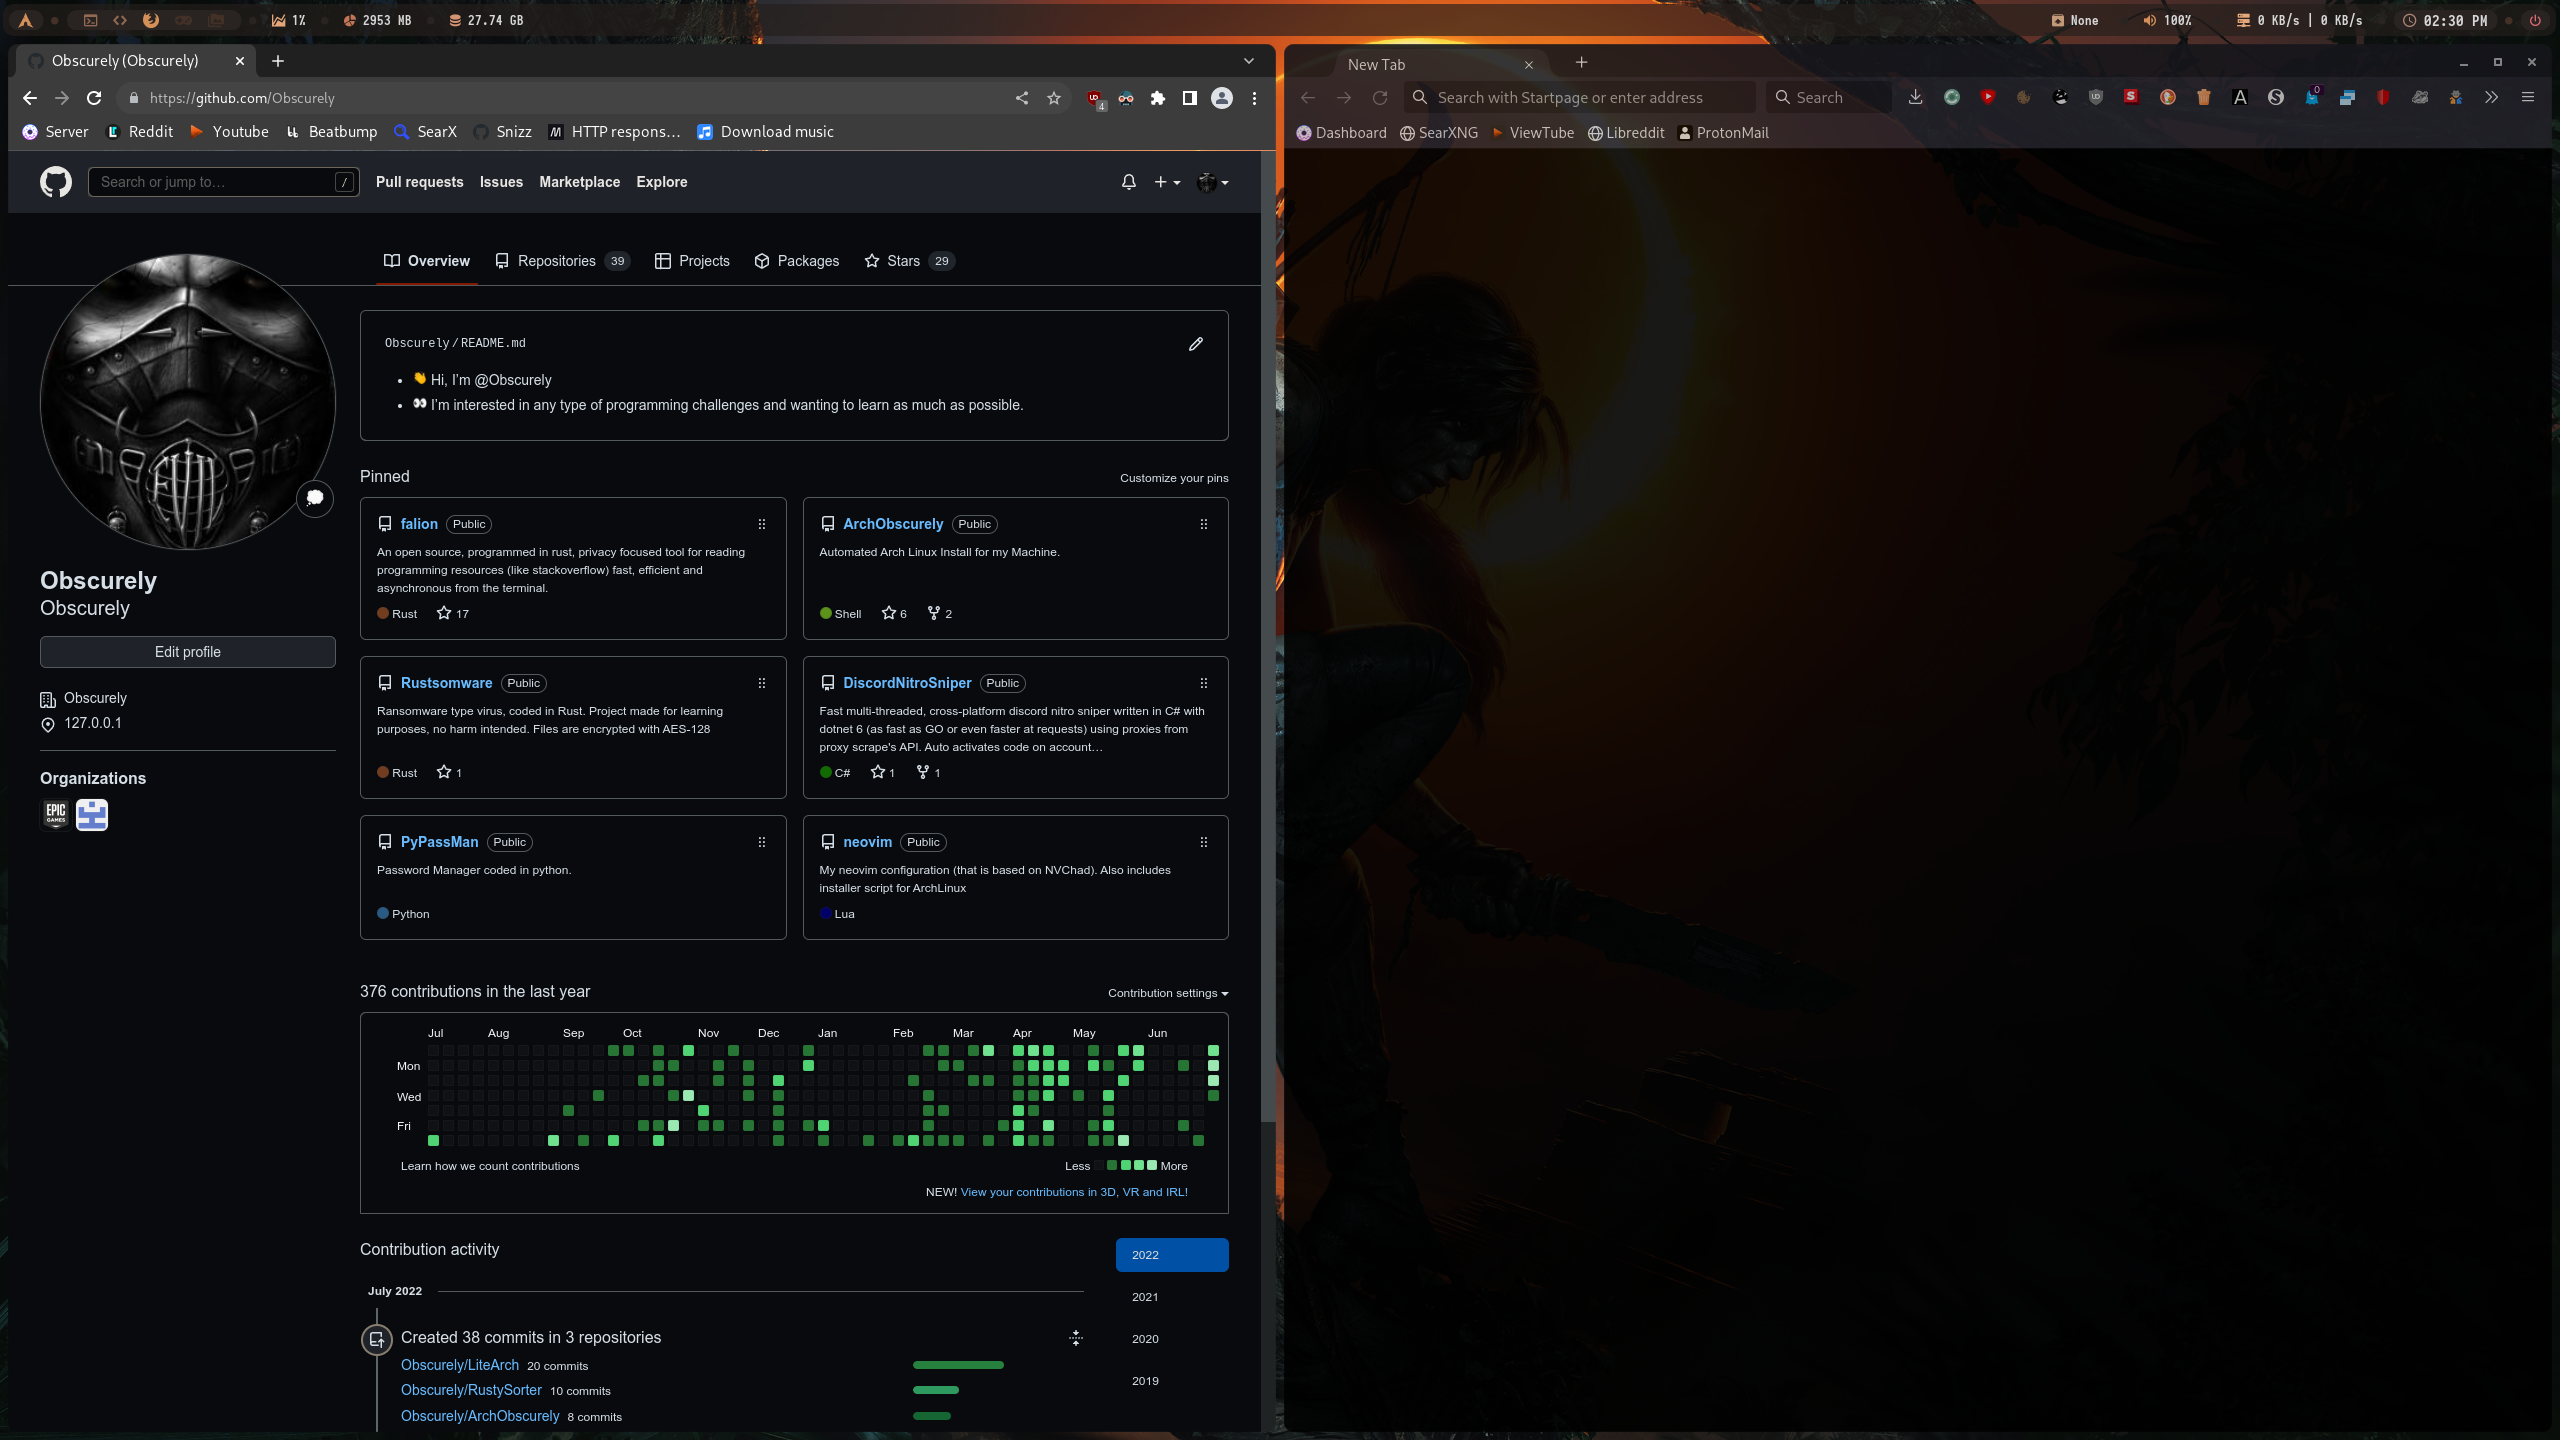 1%
2953 MB
27.74 GB
None
100%
0 KB/s | 0 KB/s
02:30 PM
Obscurely (Obscurely)
https://github.com/Obscurely
4
Server
Reddit
Youtube
Beatbump
SearX
Snizz
HTTP respons…
Download music
Search or jump to…
/
Pull requests
Issues
Marketplace
Explore
Overview
Repositories 39
Projects
Packages
Stars 29
Obscurely / README.md
👋 Hi, I’m @Obscurely
👀 I’m interested in any type of programming challenges and wanting to learn as much as possible.
Obscurely
Obscurely
Edit profile
Obscurely
127.0.0.1
Organizations
EPIC
GAMES
Pinned
Customize your pins
falion Public
An open source, programmed in rust, privacy focused tool for reading
programming resources (like stackoverflow) fast, efficient and
asynchronous from the terminal.
Rust 17
ArchObscurely Public
Automated Arch Linux Install for my Machine.
Shell 6 2
Rustsomware Public
Ransomware type virus, coded in Rust. Project made for learning
purposes, no harm intended. Files are encrypted with AES-128
Rust 1
DiscordNitroSniper Public
Fast multi-threaded, cross-platform discord nitro sniper written in C# with
dotnet 6 (as fast as GO or even faster at requests) using proxies from
proxy scrape's API. Auto activates code on account…
C# 1 1
PyPassMan Public
Password Manager coded in python.
Python
neovim Public
My neovim configuration (that is based on NVChad). Also includes
installer script for ArchLinux
Lua
376 contributions in the last year
Contribution settings
Jul Aug Sep Oct Nov Dec Jan Feb Mar Apr May Jun
Mon
Wed
Fri
Learn how we count contributions
Less More
NEW! View your contributions in 3D, VR and IRL!
Contribution activity
2022
2021
2020
2019
July 2022
Created 38 commits in 3 repositories
Obscurely/LiteArch 20 commits
Obscurely/RustySorter 10 commits
Obscurely/ArchObscurely 8 commits
New Tab
Search with Startpage or enter address
Search
0
Dashboard
SearXNG
ViewTube
Libreddit
ProtonMail